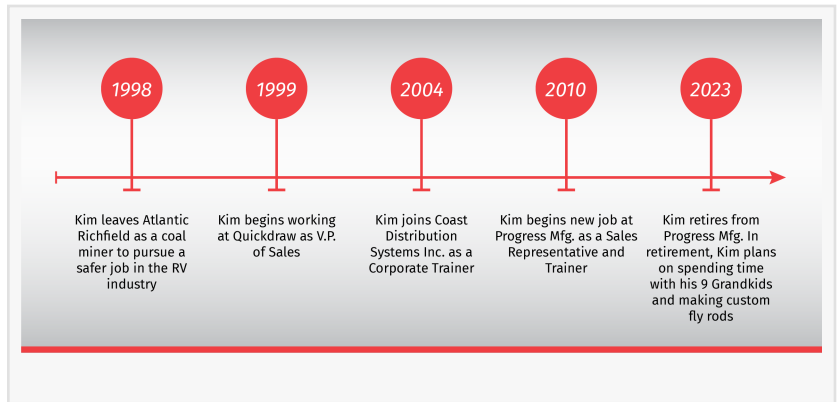 1998
1999
2004
2010
2023
Kim leaves Atlantic
Richfield as a coal
miner to pursue a
safer job in the RV
industry
Kim begins working
at Quickdraw as V.P.
of Sales
Kim joins Coast
Distribution
Systems Inc. as a
Corporate Trainer
Kim begins new job at
Progress Mfg. as a Sales
Representative and
Trainer
Kim retires from
Progress Mfg. In
retirement, Kim plans
on spending time
with his 9 Grandkids
and making custom
fly rods